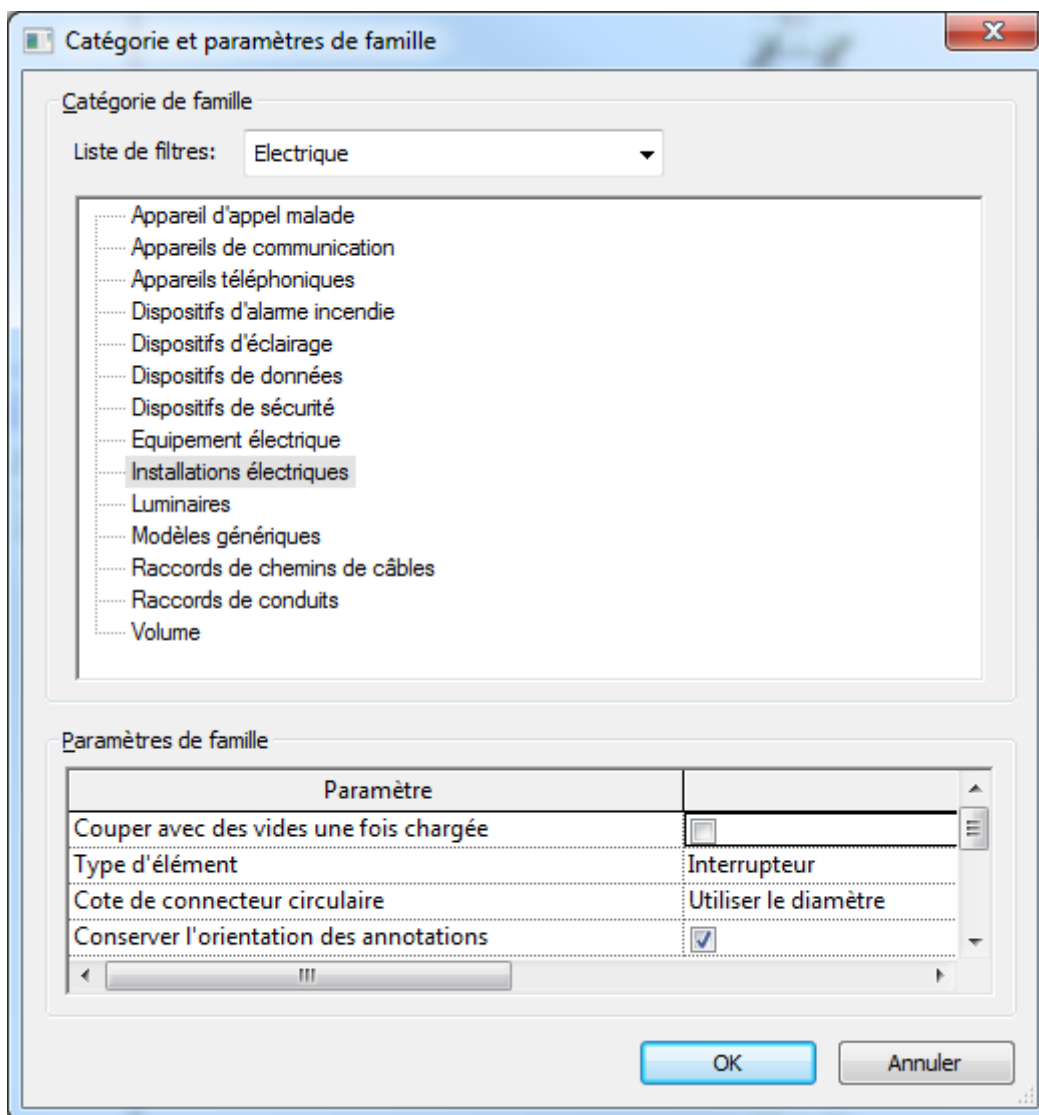 Catégorie et paramètres de famille
Catégorie de famille
Liste de filtres: Electrique
Appareil d'appel malade
Appareils de communication
Appareils téléphoniques
Dispositifs d'alarme incendie
Dispositifs d'éclairage
Dispositifs de données
Dispositifs de sécurité
Equipement électrique
Installations électriques
Luminaires
Modèles génériques
Raccords de chemins de câbles
Raccords de conduits
Volume
Paramètres de famille
Paramètre
Couper avec des vides une fois chargée
Type d'élément Interrupteur
Cote de connecteur circulaire Utiliser le diamètre
Conserver l'orientation des annotations
OK Annuler